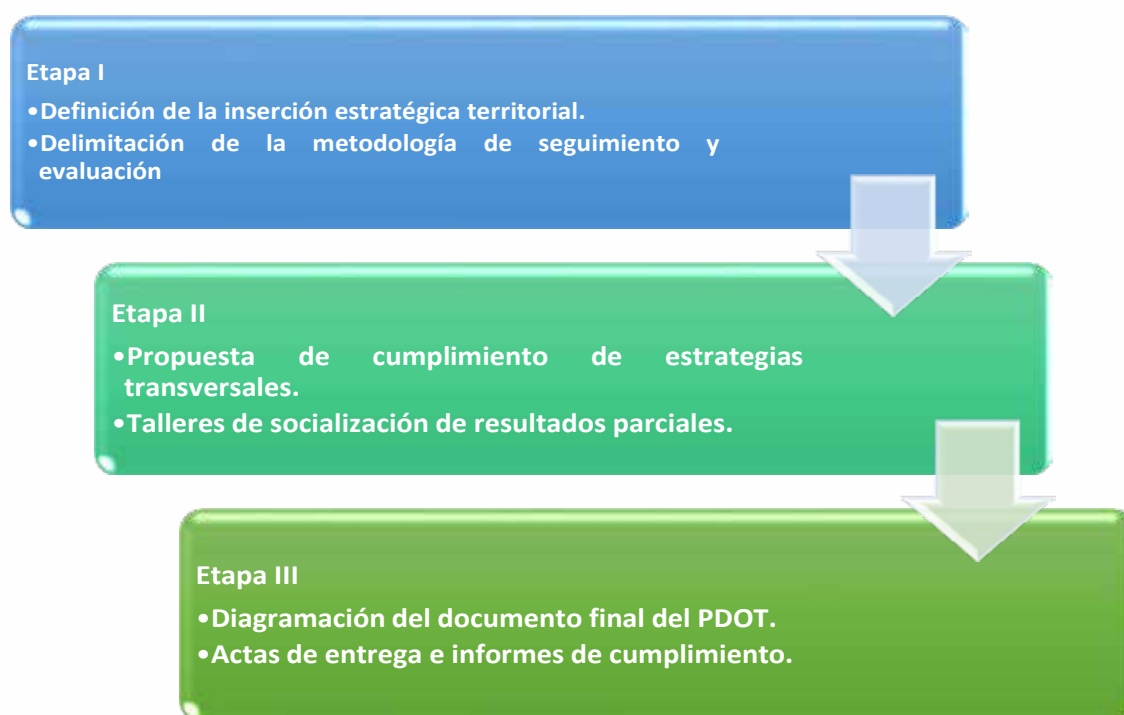 Etapa I
•Definición de la inserción estratégica territorial.
•Delimitación de la metodología de seguimiento y
evaluación
Etapa II
•Propuesta de cumplimiento de estrategias
transversales.
•Talleres de socialización de resultados parciales.
Etapa III
•Diagramación del documento final del PDOT.
•Actas de entrega e informes de cumplimiento.